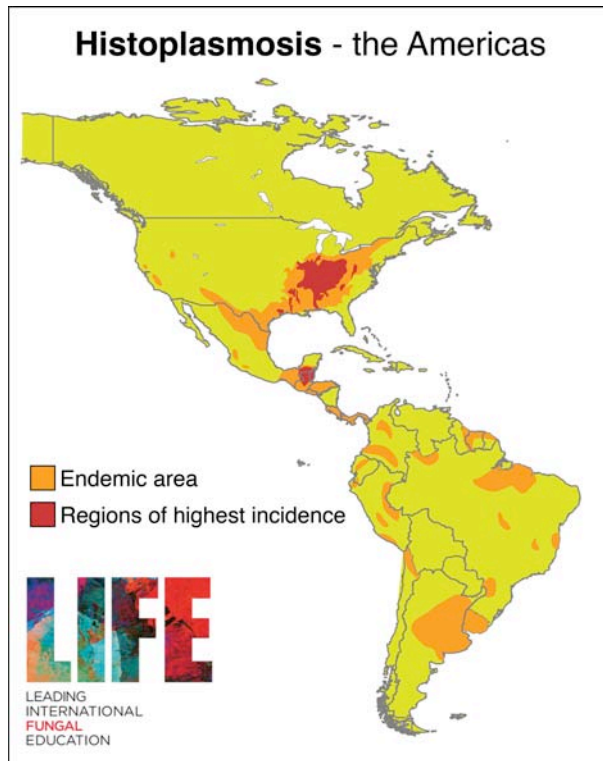 Histoplasmosis - the Americas
Endemic area
Regions of highest incidence
LIFE
LEADING
INTERNATIONAL
FUNGAL
EDUCATION